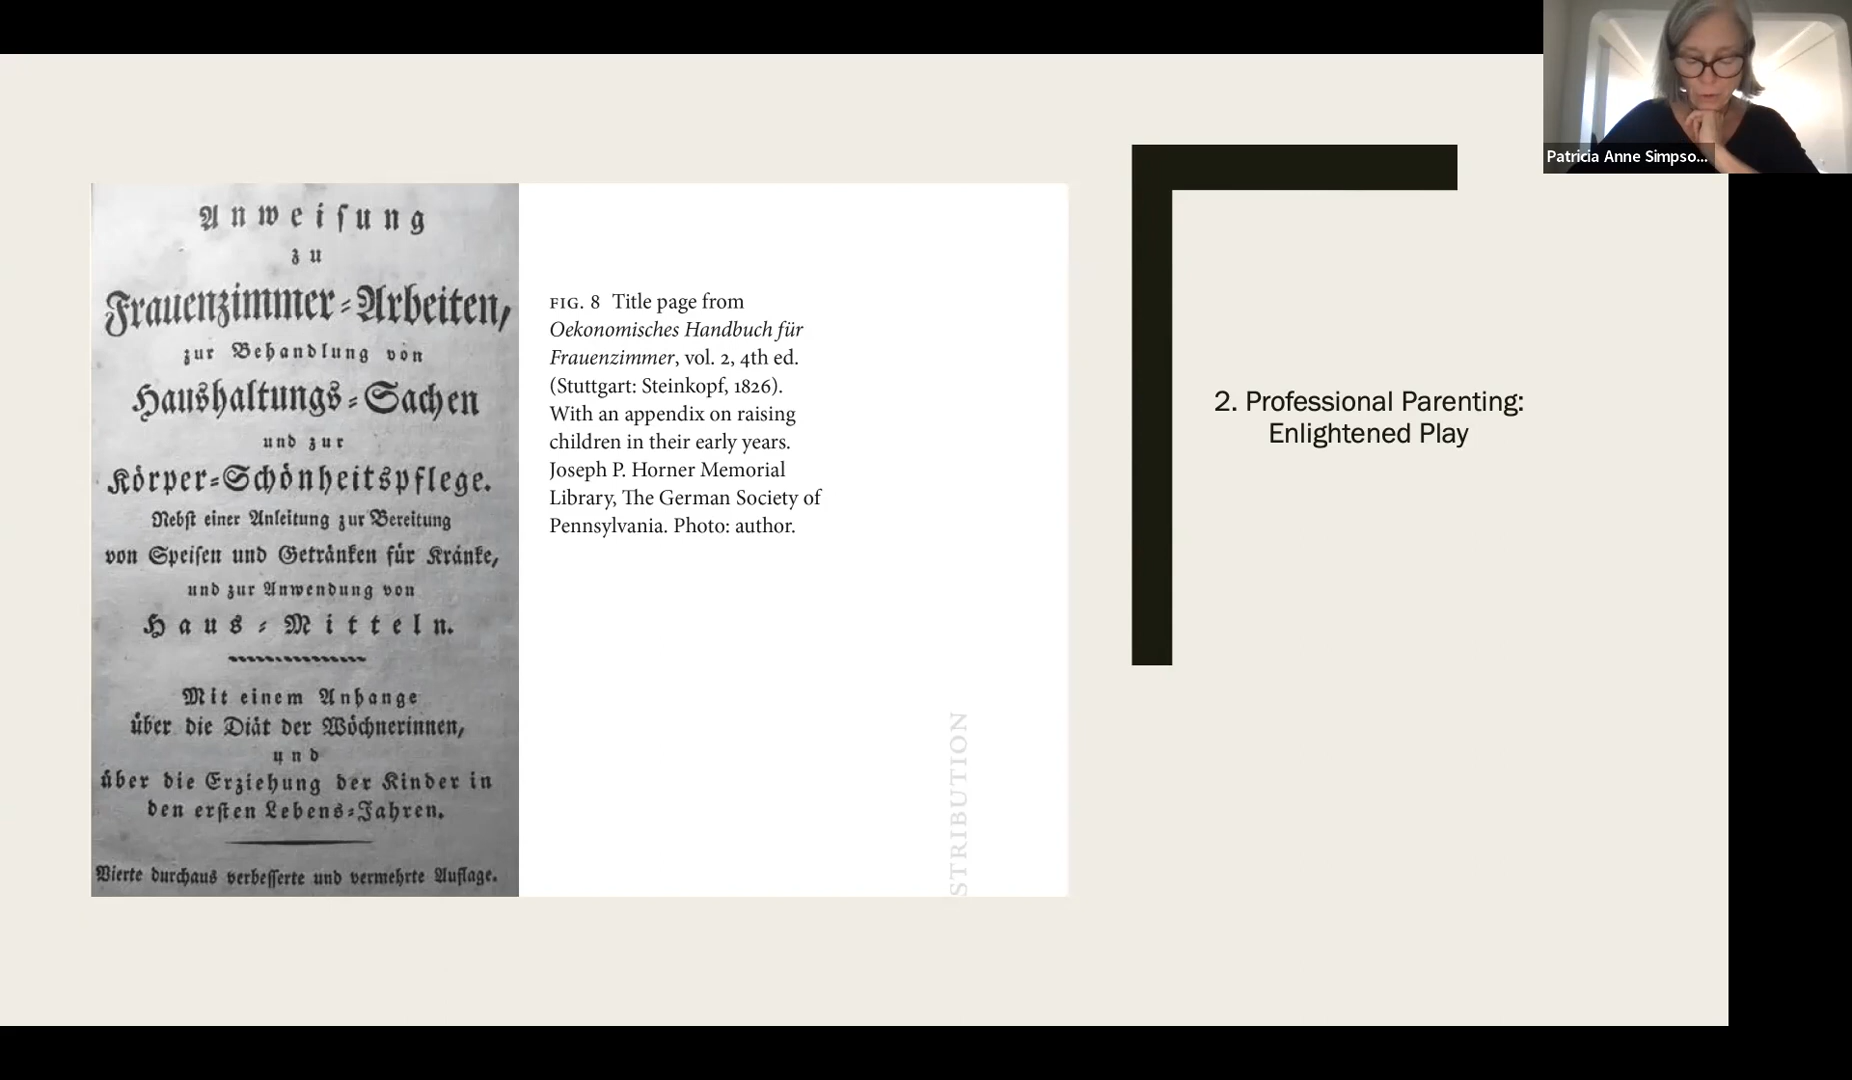 Anweiſung
zu
Frauenzimmer-Arbeiten,
zur Behandlung von
Haushaltungs-Sachen
und zur
Körper-Schönheitspflege.
Nebſt einer Anleitung zur Bereitung
von Speiſen und Getränken für Kranke,
und zur Anwendung von
Haus-Mitteln.
Mit einem Anhange
über die Diät der Wöchnerinnen,
und
über die Erziehung der Kinder in
den erſten Lebens-Jahren.
Vierte durchaus verbeſſerte und vermehrte Auflage.
FIG. 8 Title page from
Oekonomisches Handbuch für
Frauenzimmer, vol. 2, 4th ed.
(Stuttgart: Steinkopf, 1826).
With an appendix on raising
children in their early years.
Joseph P. Horner Memorial
Library, The German Society of
Pennsylvania. Photo: author.
STRIBUTION
2. Professional Parenting:
Enlightened Play
Patricia Anne Simpso...